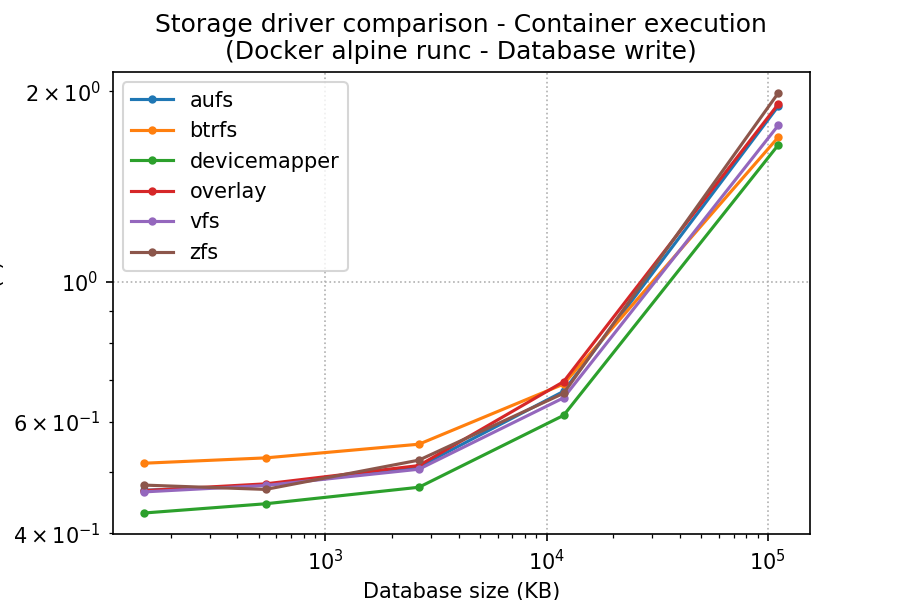 Storage driver comparison - Container execution
(Docker alpine runc - Database write)
2 × 10⁰
10⁰
6 × 10⁻¹
4 × 10⁻¹
aufs
btrfs
devicemapper
overlay
vfs
zfs
10³ 10⁴ 10⁵
Database size (KB)